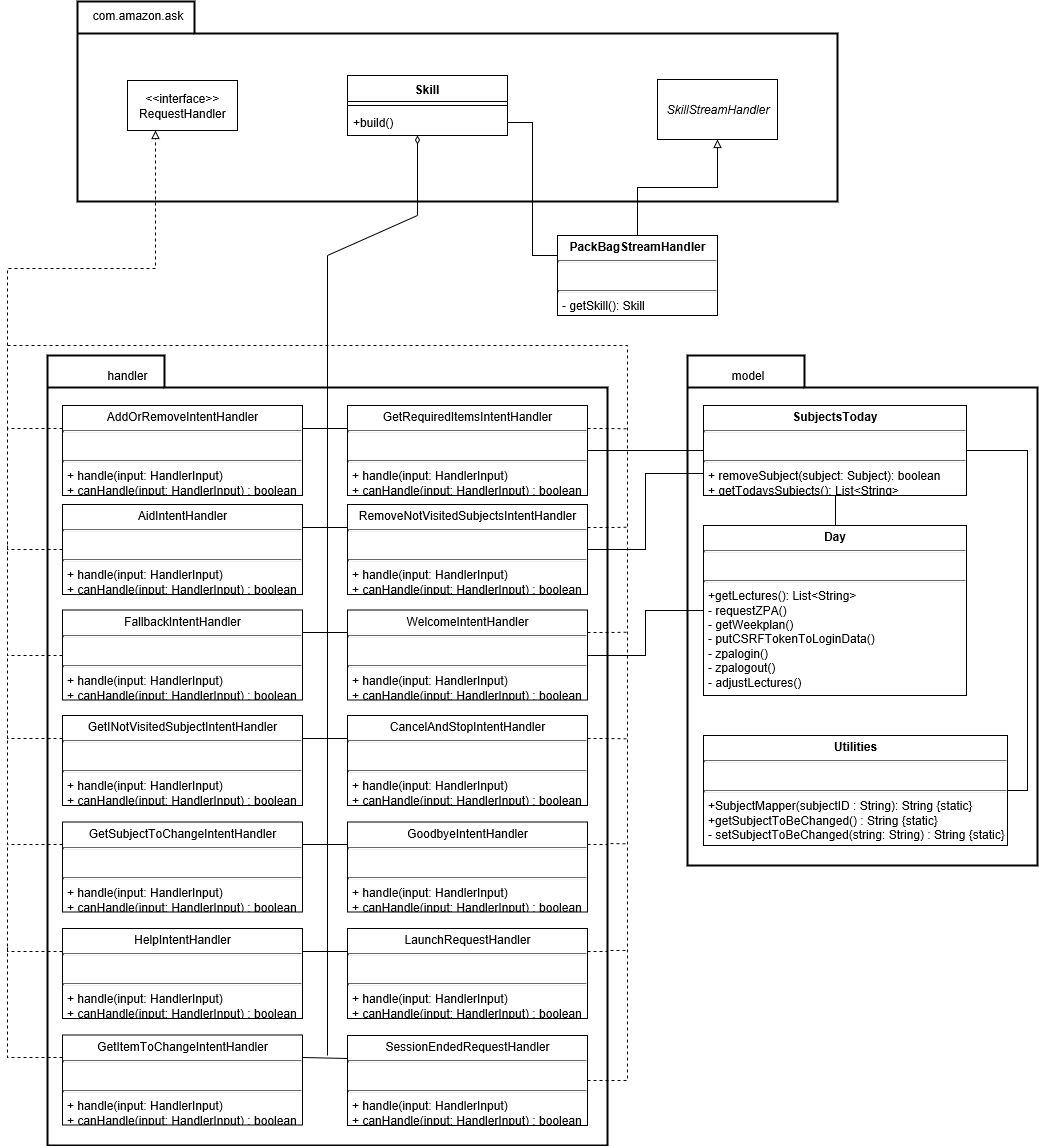 com.amazon.ask
<<interface>>
RequestHandler
Skill
+build()
SkillStreamHandler
PackBagStreamHandler
- getSkill(): Skill
handler
AddOrRemoveIntentHandler
+ handle(input: HandlerInput)
+ canHandle(input: HandlerInput) : boolean
GetRequiredItemsIntentHandler
+ handle(input: HandlerInput)
+ canHandle(input: HandlerInput) : boolean
AidIntentHandler
+ handle(input: HandlerInput)
+ canHandle(input: HandlerInput) : boolean
RemoveNotVisitedSubjectsIntentHandler
+ handle(input: HandlerInput)
+ canHandle(input: HandlerInput) : boolean
FallbackIntentHandler
+ handle(input: HandlerInput)
+ canHandle(input: HandlerInput) : boolean
WelcomeIntentHandler
+ handle(input: HandlerInput)
+ canHandle(input: HandlerInput) : boolean
GetINotVisitedSubjectIntentHandler
+ handle(input: HandlerInput)
+ canHandle(input: HandlerInput) : boolean
CancelAndStopIntentHandler
+ handle(input: HandlerInput)
+ canHandle(input: HandlerInput) : boolean
GetSubjectToChangeIntentHandler
+ handle(input: HandlerInput)
+ canHandle(input: HandlerInput) : boolean
GoodbyeIntentHandler
+ handle(input: HandlerInput)
+ canHandle(input: HandlerInput) : boolean
HelpIntentHandler
+ handle(input: HandlerInput)
+ canHandle(input: HandlerInput) : boolean
LaunchRequestHandler
+ handle(input: HandlerInput)
+ canHandle(input: HandlerInput) : boolean
GetItemToChangeIntentHandler
+ handle(input: HandlerInput)
+ canHandle(input: HandlerInput) : boolean
SessionEndedRequestHandler
+ handle(input: HandlerInput)
+ canHandle(input: HandlerInput) : boolean
model
SubjectsToday
+ removeSubject(subject: Subject): boolean
+ getTodaysSubjects(): List<String>
Day
+getLectures(): List<String>
- requestZPA()
- getWeekplan()
- putCSRFTokenToLoginData()
- zpalogin()
- zpalogout()
- adjustLectures()
Utilities
+SubjectMapper(subjectID : String): String {static}
+getSubjectToBeChanged() : String {static}
- setSubjectToBeChanged(string: String) : String {static}